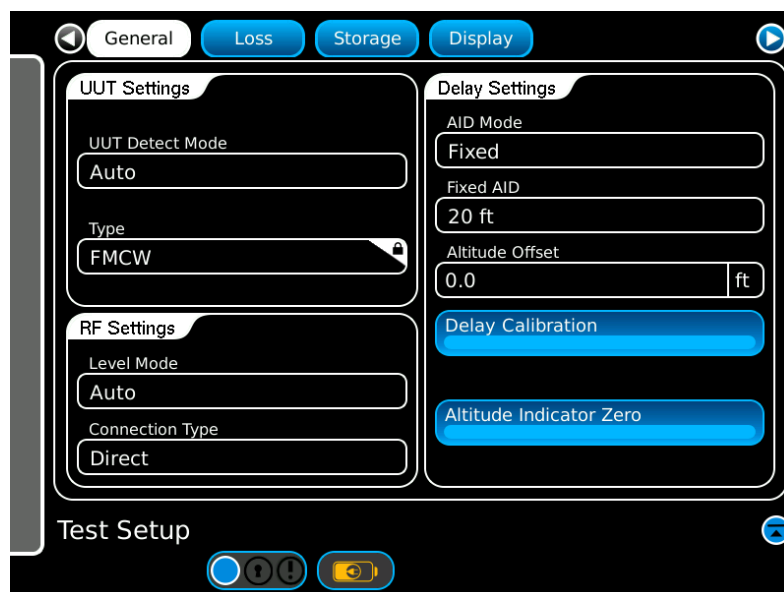 General
Loss
Storage
Display
UUT Settings
UUT Detect Mode
Auto
Type
FMCW
RF Settings
Level Mode
Auto
Connection Type
Direct
Delay Settings
AID Mode
Fixed
Fixed AID
20 ft
Altitude Offset
0.0 ft
Delay Calibration
Altitude Indicator Zero
Test Setup